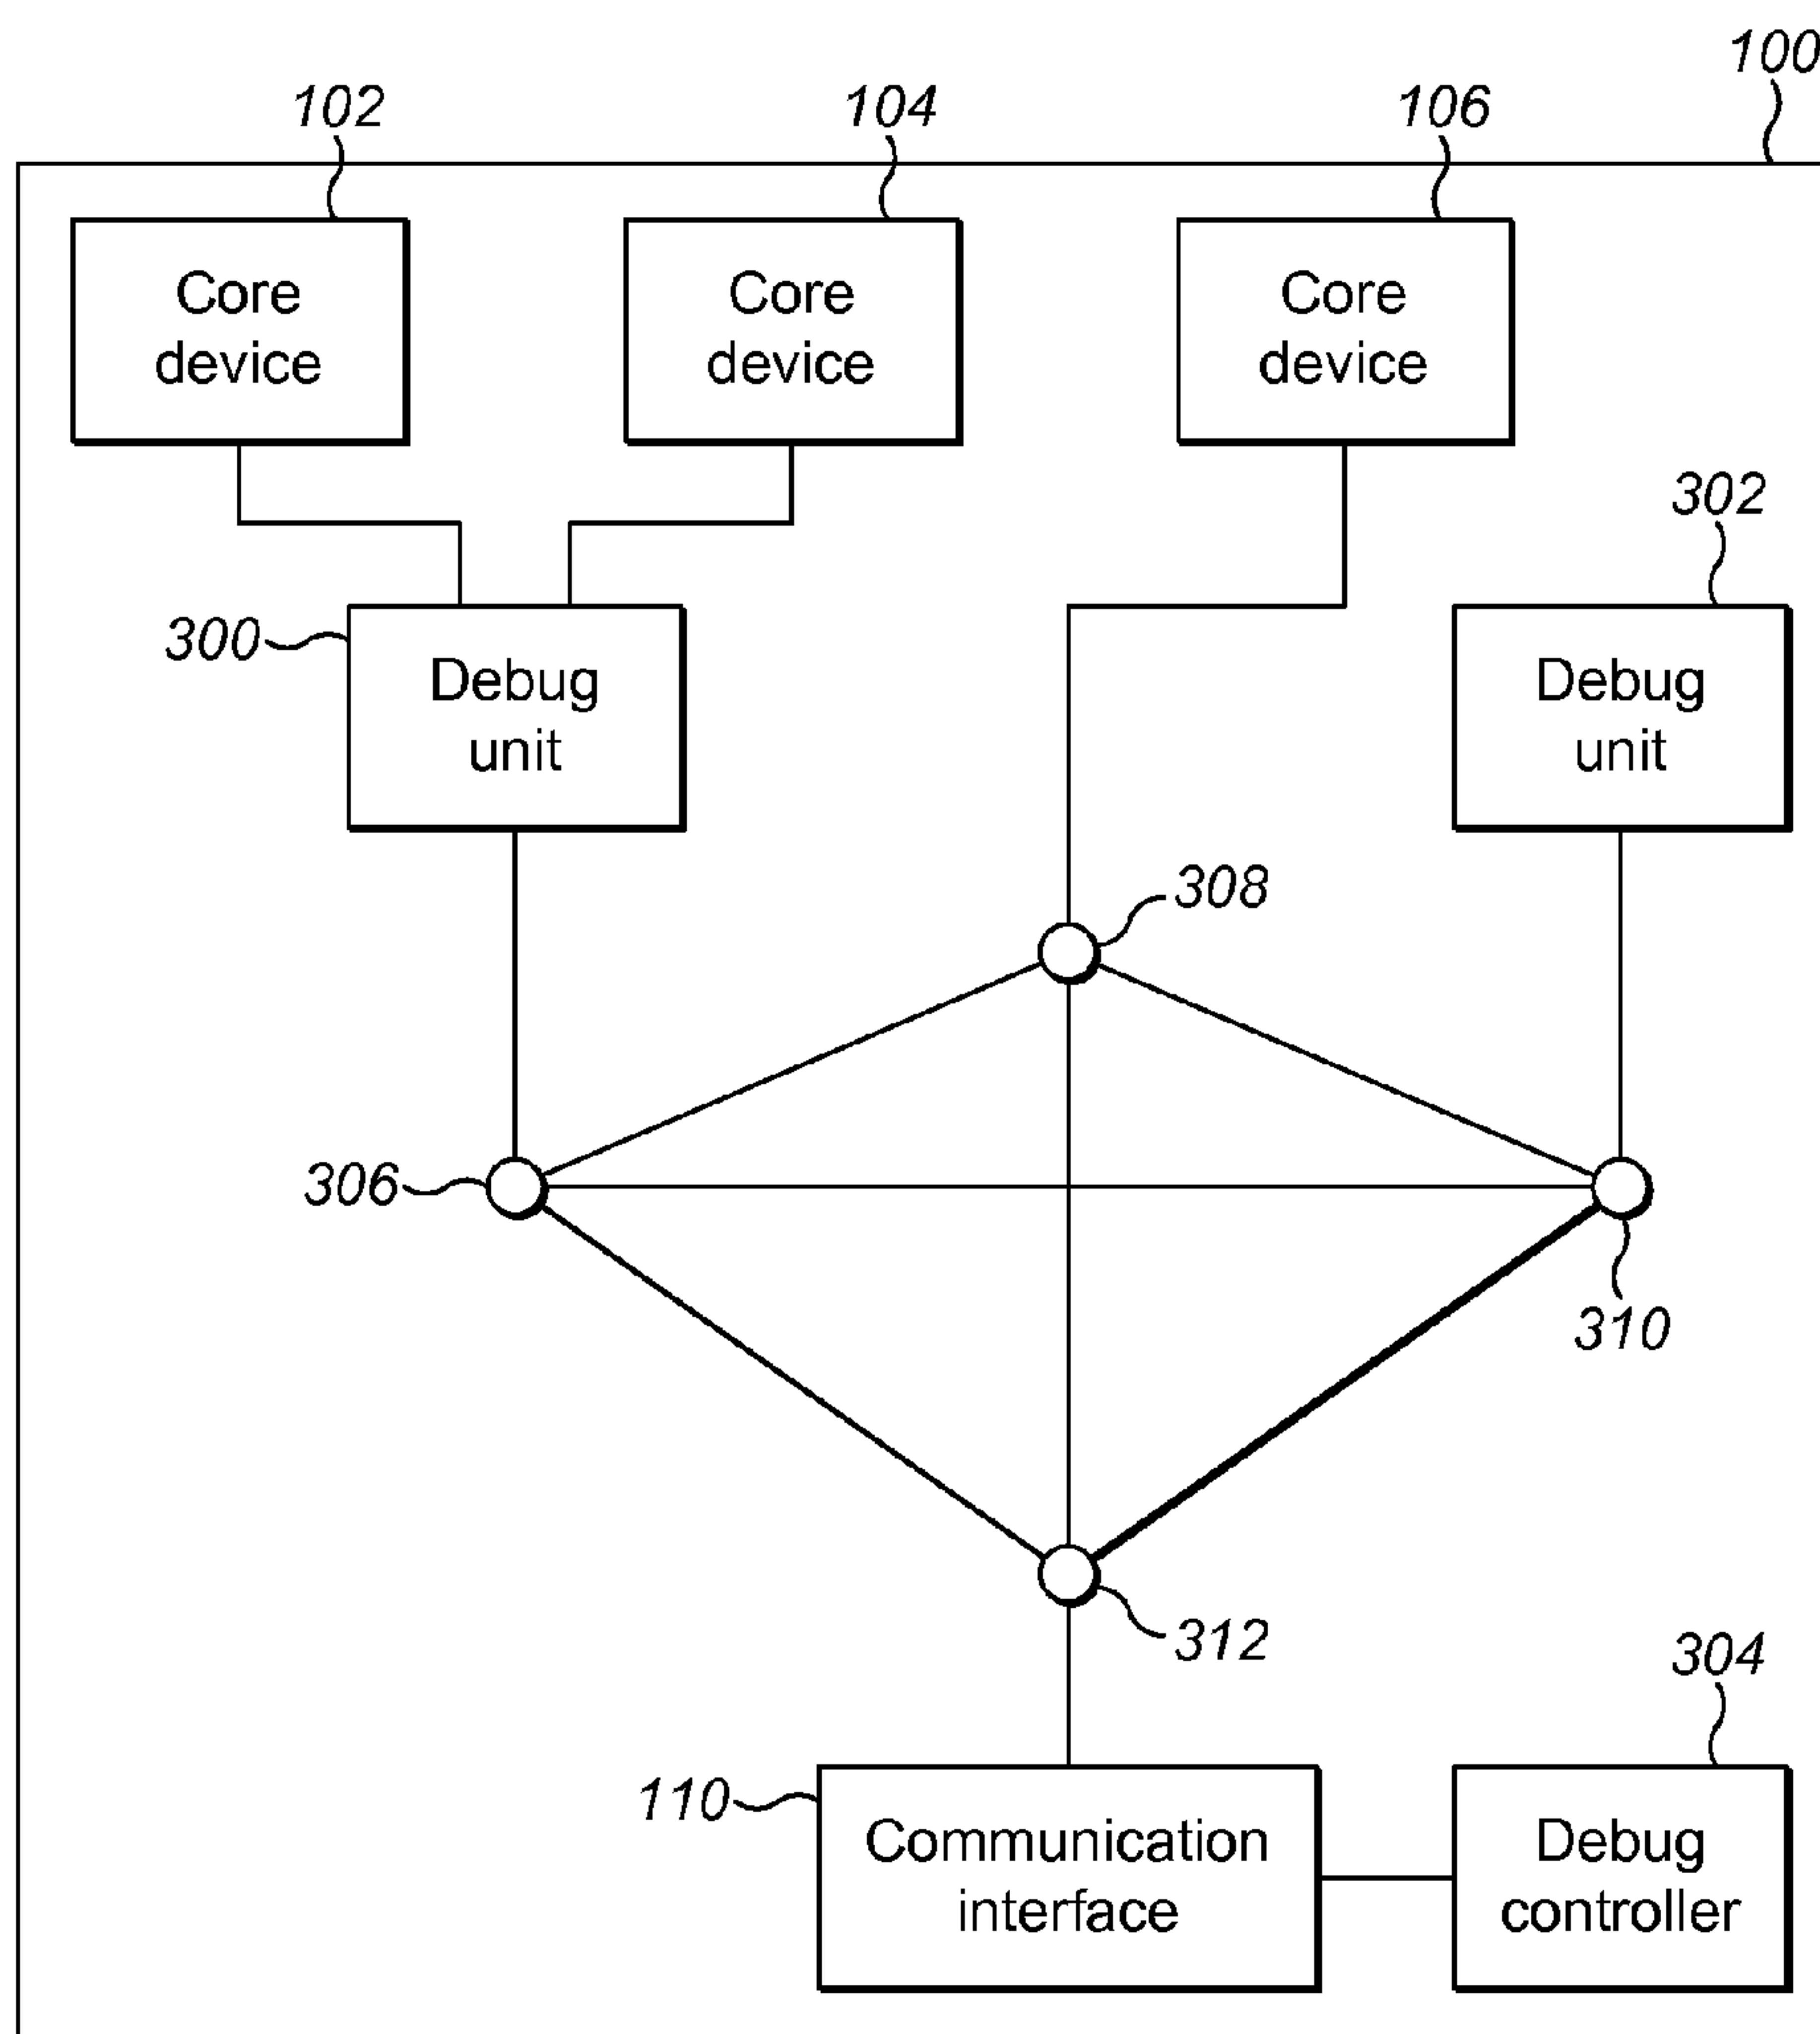 100
102
104
106
Core
device
Core
device
Core
device
302
300
Debug
unit
Debug
unit
308
306
310
312
304
110
Communication
interface
Debug
controller